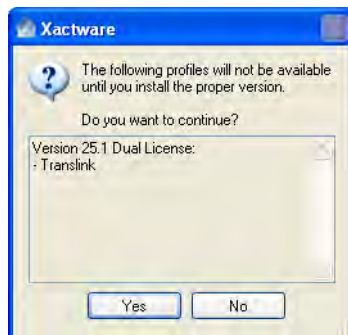 Xactware
The following profiles will not be available
until you install the proper version.
Do you want to continue?
Version 25.1 Dual License:
- Translink
Yes
No